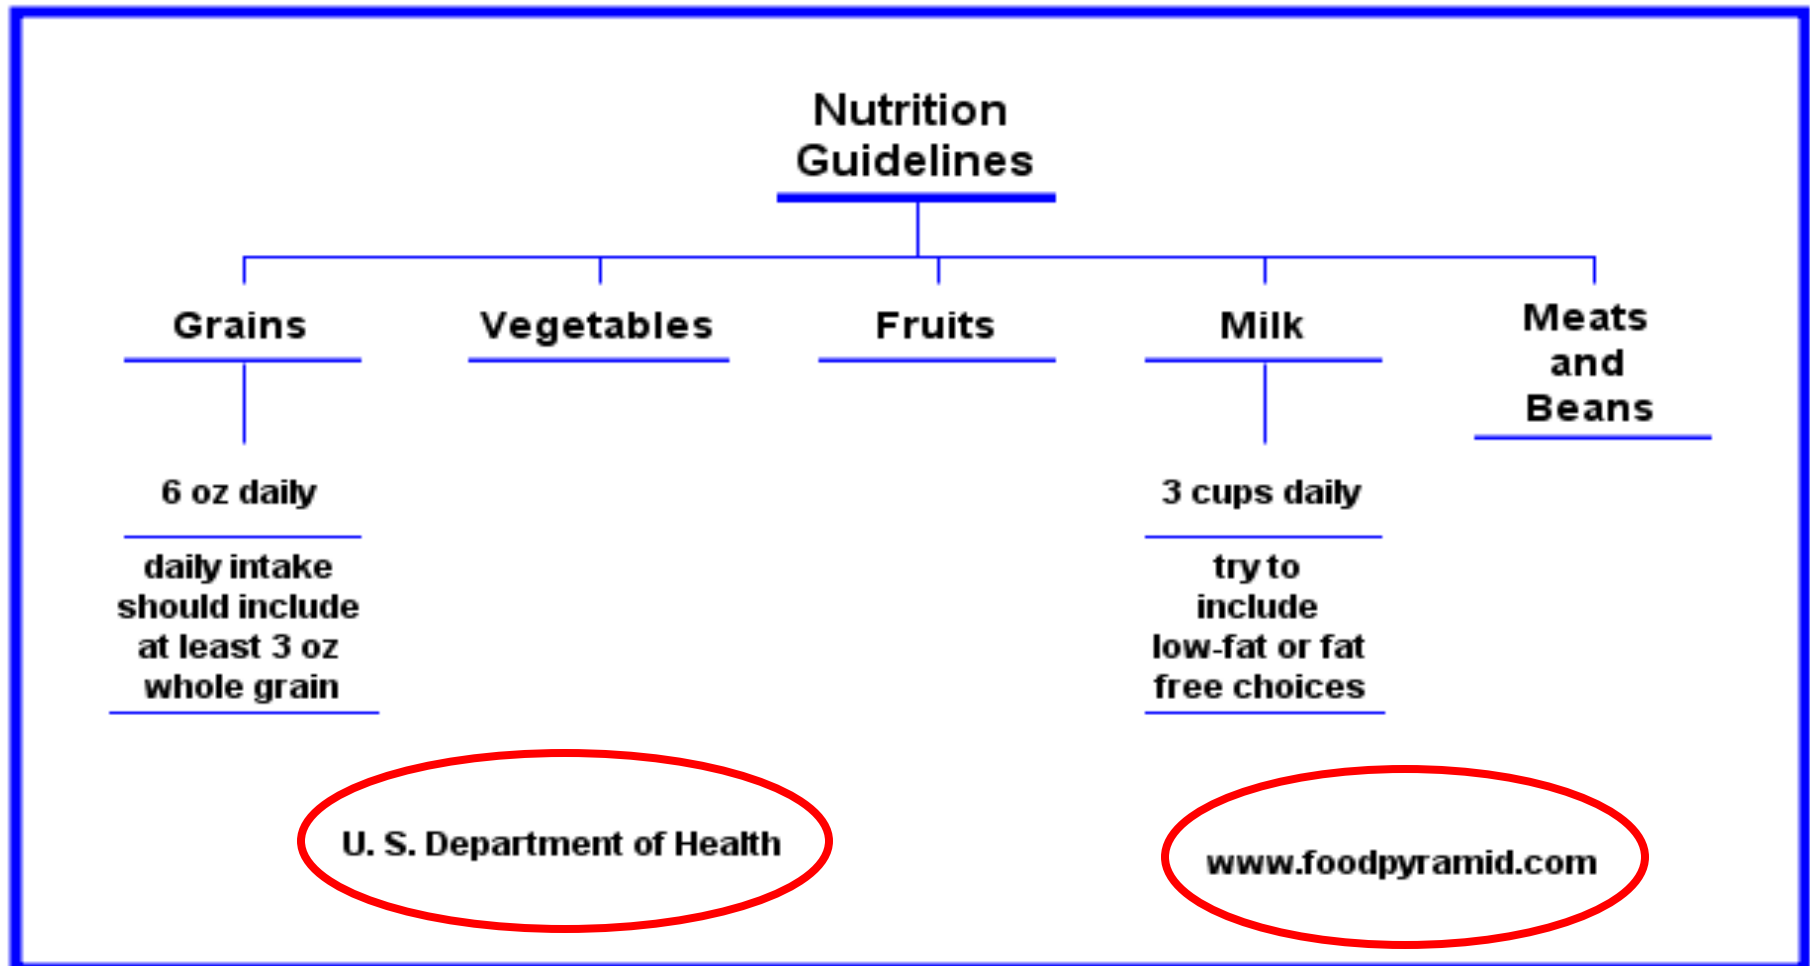 Nutrition
Guidelines
Grains
Vegetables
Fruits
Milk
Meats
and
Beans
6 oz daily
daily intake
should include
at least 3 oz
whole grain
3 cups daily
try to
include
low-fat or fat
free choices
U. S. Department of Health
www.foodpyramid.com